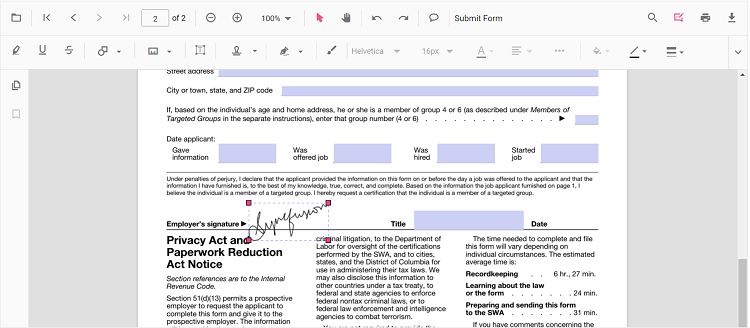 2 of 2
100%
Submit Form
Helvetica
16px
Street address
City or town, state, and ZIP code
If, based on the individual's age and home address, he or she is a member of group 4 or 6 (as described under Members of
Targeted Groups in the separate instructions), enter that group number (4 or 6) . . . . . . . . . . . . . ▶
Date applicant:
Gave
information
Was
offered job
Was
hired
Started
job
Under penalties of perjury, I declare that the applicant provided the information on this form on or before the day a job was offered to the applicant and that the
information I have furnished is, to the best of my knowledge, true, correct, and complete. Based on the information the job applicant furnished on page 1, I
believe the individual is a member of a targeted group. I hereby request a certification that the individual is a member of a targeted group.
Employer's signature ▶ Title Date
Privacy Act and
Paperwork Reduction
Act Notice
Section references are to the Internal
Revenue Code.
Section 51(d)(13) permits a prospective
employer to request the applicant to
complete this form and give it to the
prospective employer. The information
criminal litigation, to the Department of
Labor for oversight of the certifications
performed by the SWA, and to cities,
states, and the District of Columbia for
use in administering their tax laws. We
may also disclose this information to
other countries under a tax treaty, to
federal and state agencies to enforce
federal nontax criminal laws, or to
federal law enforcement and intelligence
agencies to combat terrorism.
You are not required to provide the
The time needed to complete and file
this form will vary depending on
individual circumstances. The estimated
average time is:
Recordkeeping . . 6 hr., 27 min.
Learning about the law
or the form . . . . . . . 24 min.
Preparing and sending this form
to the SWA . . . . . . . 31 min.
If you have comments concerning the